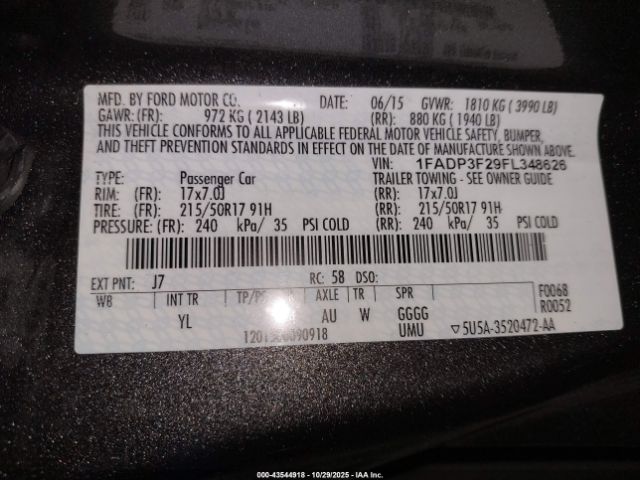 MFD. BY FORD MOTOR CO. DATE: 06/15 GVWR: 1810 KG ( 3990 LB)
GAWR: (FR): 972 KG ( 2143 LB) (RR): 880 KG ( 1940 LB)
THIS VEHICLE CONFORMS TO ALL APPLICABLE FEDERAL MOTOR VEHICLE SAFETY, BUMPER,
AND THEFT PREVENTION STANDARDS IN EFFECT ON THE DATE OF MANUFACTURE SHOWN ABOVE.
VIN: 1FADP3F29FL348628
TYPE: Passenger Car TRAILER TOWING - SEE OWNER GUIDE
RIM: (FR): 17x7.0J (RR): 17x7.0J
TIRE: (FR): 215/50R17 91H (RR): 215/50R17 91H
PRESSURE: (FR): 240 kPa/ 35 PSI COLD (RR): 240 kPa/ 35 PSI COLD
EXT PNT: J7 RC: 58 DSO:
WB INT TR AXLE TR SPR F0068
R0052
YL AU W GGGG
UMU ▽5U5A-3520472-AA
000-43544918 - 10/29/2025 - IAA Inc.